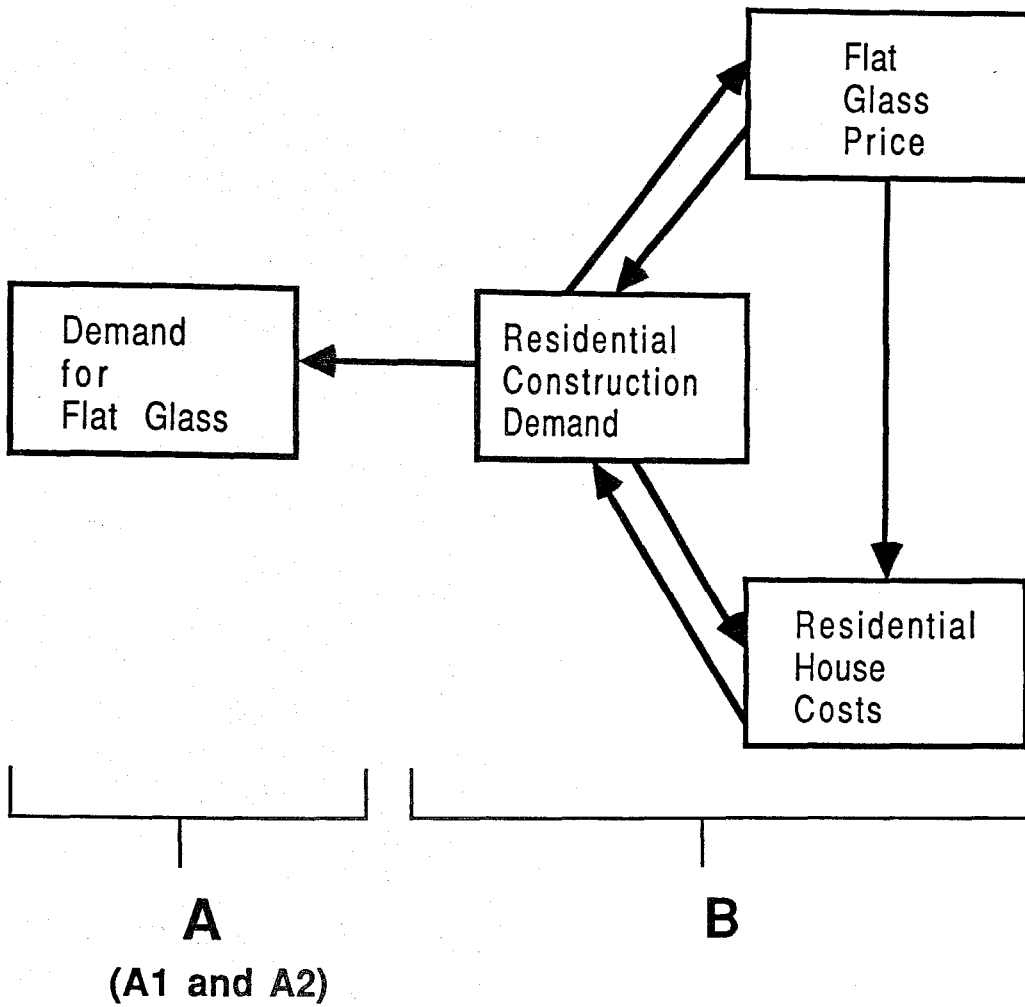 Flat
Glass
Price
Demand
for
Flat Glass
Residential
Construction
Demand
Residential
House
Costs
A
(A1 and A2)
B